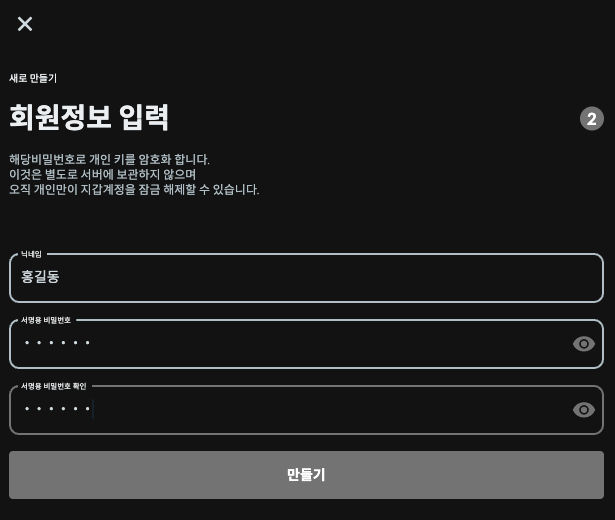 새로 만들기
회원정보 입력
2
해당비밀번호로 개인 키를 암호화 합니다.
이것은 별도로 서버에 보관하지 않으며
오직 개인만이 지갑계정을 잠금 해제할 수 있습니다.
닉네임
홍길동
서명용 비밀번호
••••••
서명용 비밀번호 확인
••••••
만들기